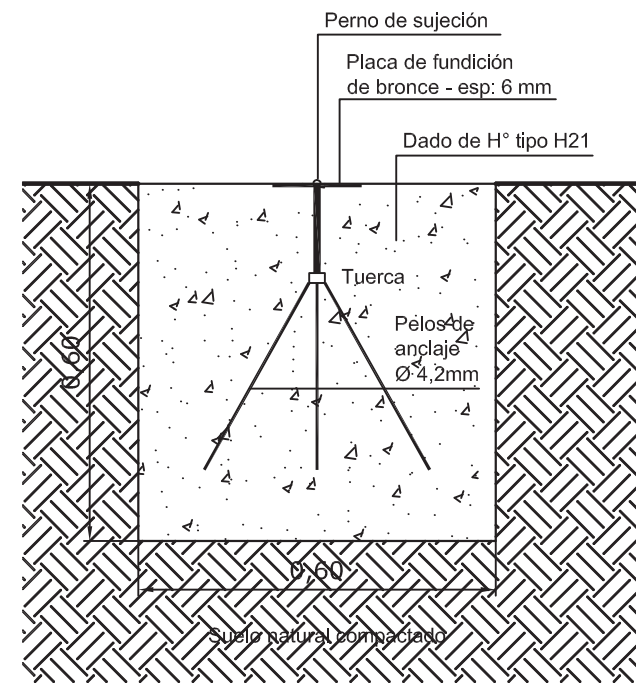 Perno de sujeción
Placa de fundición
de bronce - esp: 6 mm
Dado de H° tipo H21
Tuerca
Pelos de
anclaje
Ø 4,2mm
0,60
0,60
Suelo natural compactado